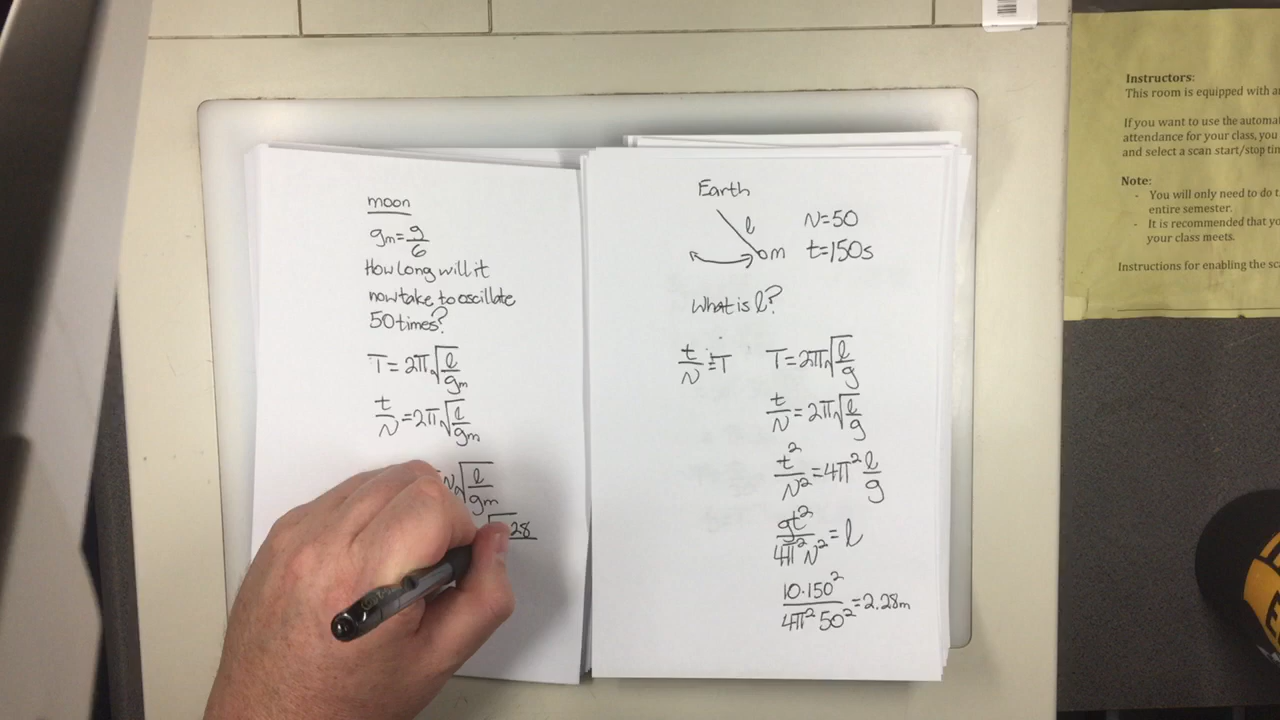 moon
gm=g/6
How long will it
now take to oscillate
50 times?
T=2π√(l/gm)
t/N=2π√(l/gm)
N√(l/gm)
28
Earth
l
m
N=50
t=150s
What is l?
t/N=T
T=2π√(l/g)
t/N=2π√(l/g)
t²/N²=4π² l/g
gt²/4π²N²=l
10·150²/4π²50²=2.28m
Instructors:
This room is equipped with
If you want to use the
attendance for your class, you
and select a scan start/stop
Note:
- You will only need to do
entire semester.
- It is recommended that
your class meets.
Instructions for enabling the